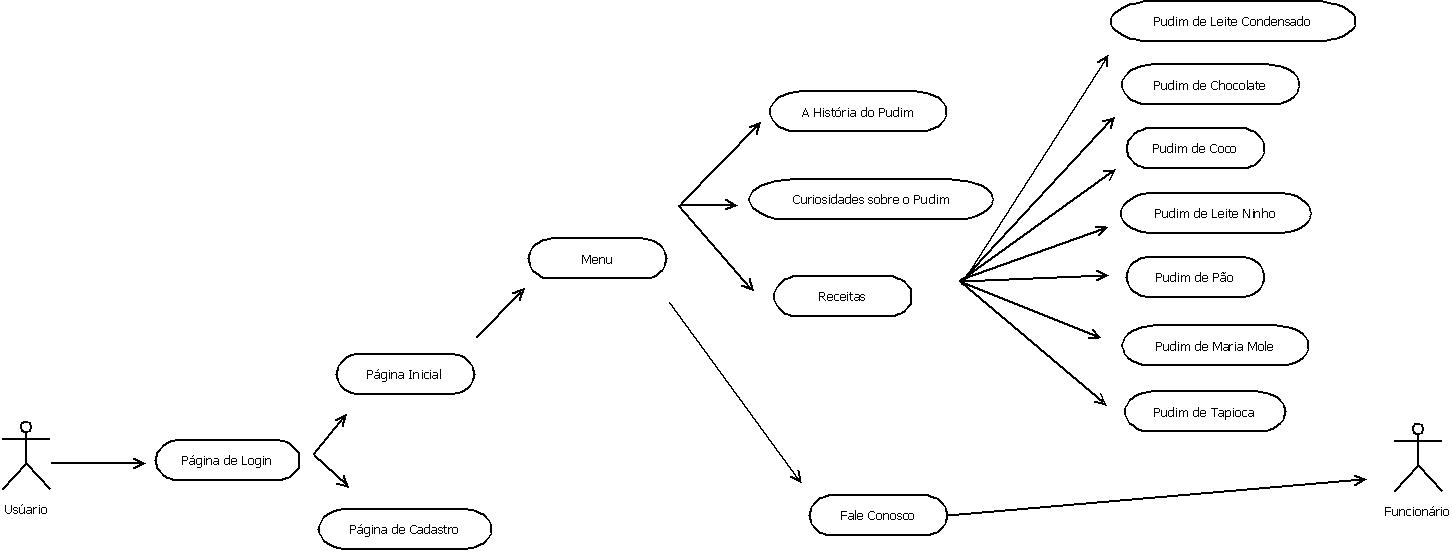 Pudim de Leite Condensado
Pudim de Chocolate
A História do Pudim
Pudim de Coco
Curiosidades sobre o Pudim
Pudim de Leite Ninho
Menu
Pudim de Pão
Receitas
Pudim de Maria Mole
Página Inicial
Pudim de Tapioca
Página de Login
Usúario
Página de Cadastro
Fale Conosco
Funcionário